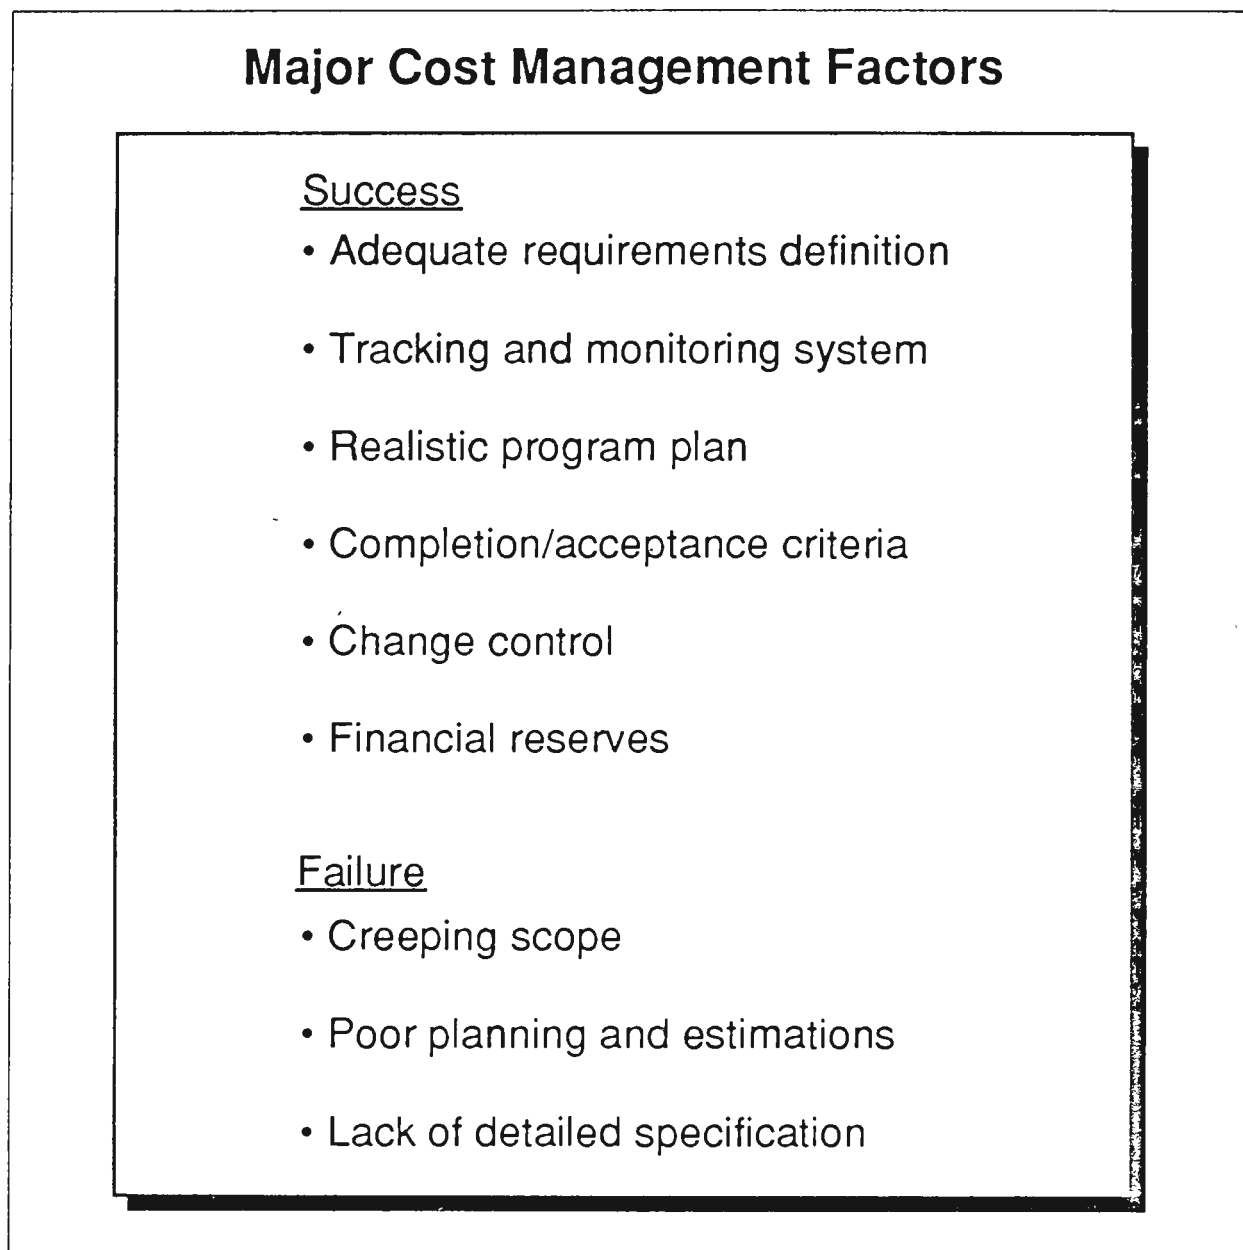 Major Cost Management Factors
Success
• Adequate requirements definition
• Tracking and monitoring system
• Realistic program plan
• Completion/acceptance criteria
• Change control
• Financial reserves
Failure
• Creeping scope
• Poor planning and estimations
• Lack of detailed specification